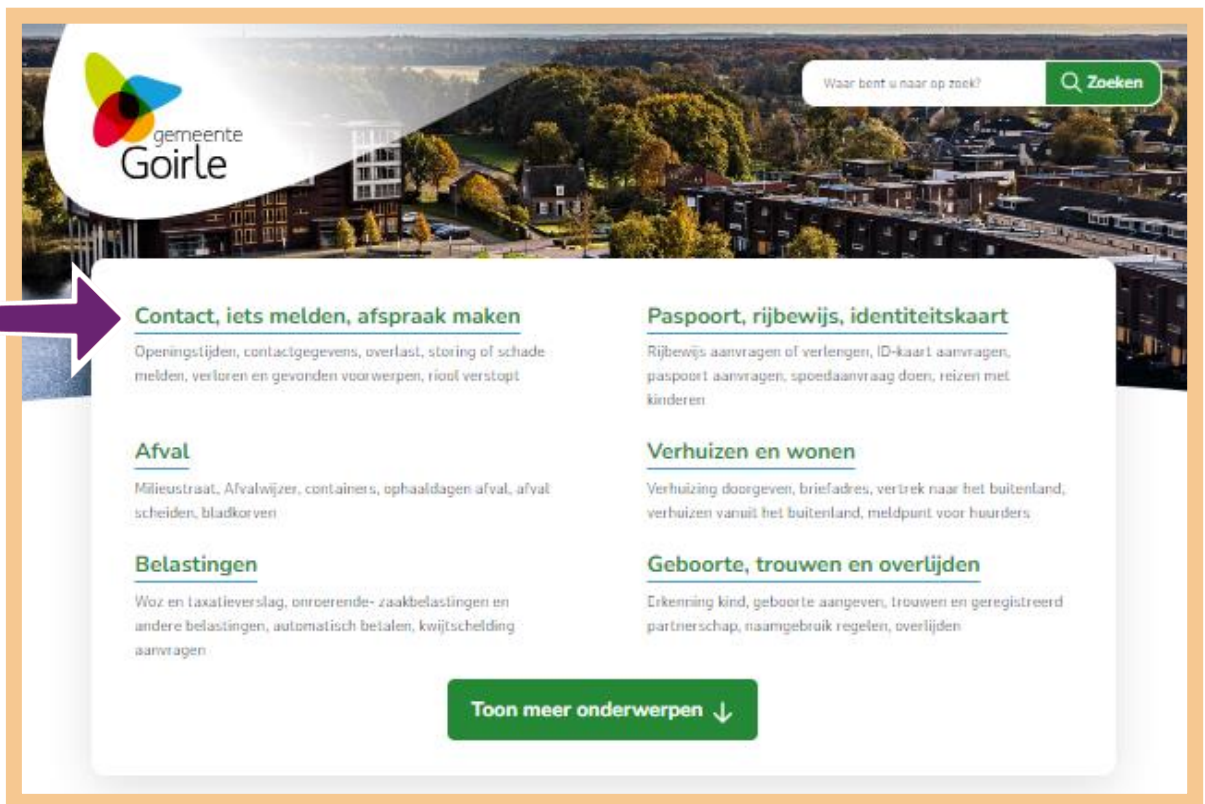 gemeente
Goirle
Waar bent u naar op zoek?
Zoeken
Contact, iets melden, afspraak maken
Openingstijden, contactgegevens, overlast, storing of schade
melden, verloren en gevonden voorwerpen, riool verstopt
Paspoort, rijbewijs, identiteitskaart
Rijbewijs aanvragen of verlengen, ID-kaart aanvragen,
paspoort aanvragen, spoedaanvraag doen, reizen met
kinderen
Afval
Milieustraat, Afvalwijzer, containers, ophaaldagen afval, afval
scheiden, bladkorven
Verhuizen en wonen
Verhuizing doorgeven, briefadres, vertrek naar het buitenland,
verhuizen vanuit het buitenland, meldpunt voor huurders
Belastingen
Woz en taxatieverslag, onroerende- zaakbelastingen en
andere belastingen, automatisch betalen, kwijtschelding
aanvragen
Geboorte, trouwen en overlijden
Erkenning kind, geboorte aangeven, trouwen en geregistreerd
partnerschap, naamgebruik regelen, overlijden
Toon meer onderwerpen